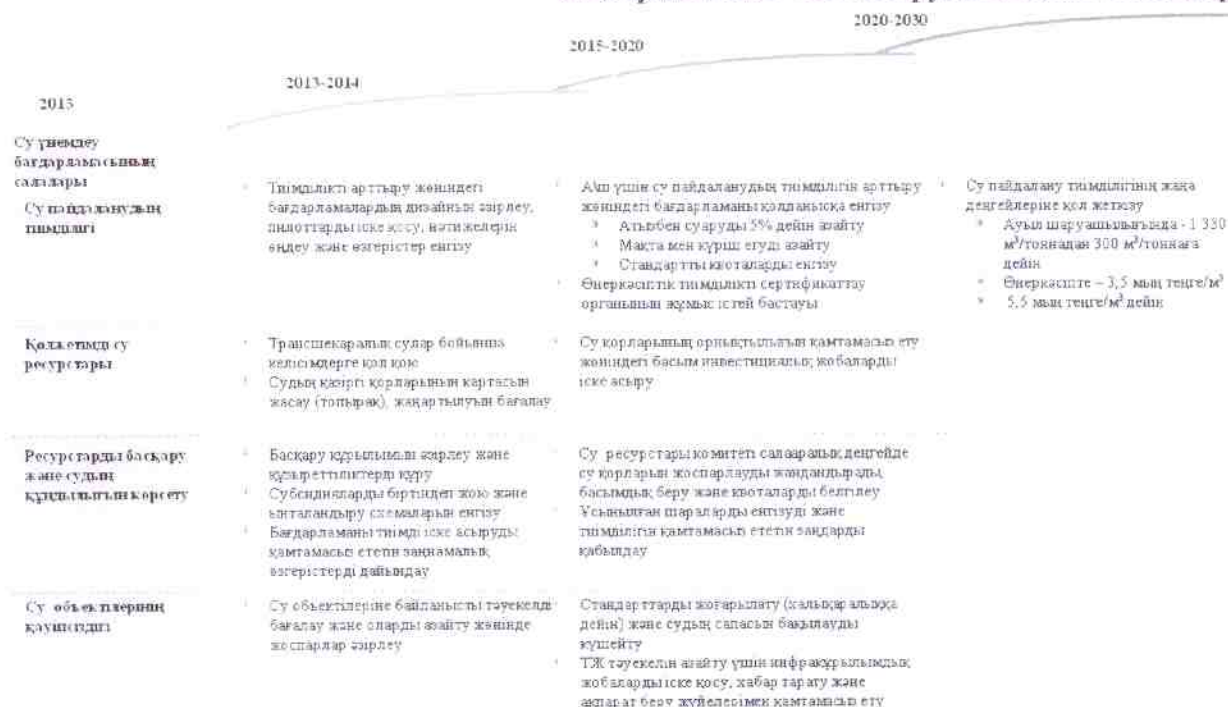 2020-2030
2015-2020
2013-2014
2013
Су үнемдеу
бағдарламасының
салалары
Су пайдаланудың
тиімділігі
Тиімділікті арттыру жөніндегі
бағдарламалардың дизайнын әзірлеу,
пилоттарды іске қосу, нәтижелерін
өңдеу және өзгерістер енгізу
АШ үшін су пайдаланудың тиімділігін арттыру
жөніндегі бағдарламаны қолданысқа енгізу
Атызбен суаруды 5% дейін азайту
Мақта мен күріш егуді азайту
Стандартты квоталарды енгізу
Өнеркәсіптік тиімділікті сертификаттау
органының жұмыс істей бастауы
Су пайдалану тиімділігінің жаңа
деңгейлеріне қол жеткізу
Ауыл шаруашылығында - 1 330
м³/тоннадан 300 м³/тоннаға
дейін
Өнеркәсіпте – 3,5 мың теңге/м³
5,5 мың теңге/м³ дейін
Қолжетімді су
ресурстары
Трансшекаралық сулар бойынша
келісімдерге қол қою
Судың қазіргі қорларының картасын
жасау (топырақ), жаңартылуын бағалау
Су қорларының орнықтылығын қамтамасыз ету
жөніндегі басым инвестициялық жобаларды
іске асыру
Ресурстарды басқару
және судың
құндылығын көрсету
Басқару құрылымын әзірлеу және
құзыреттіліктерді құру
Субсидияларды біртіндеп жою және
ынталандыру схемаларын енгізу
Бағдарламаны тиімді іске асыруды
қамтамасыз ететін заңнамалық
өзгерістерді дайындау
Су ресурстары комитеті салааралық деңгейде
су қорларын жоспарлауды жандандырады,
басымдық беру және квоталарды белгілеу
Ұсынылған шараларды енгізуді және
тиімділігін қамтамасыз ететін заңдарды
қабылдау
Су объектілерінің
қауіпсіздігі
Су объектілеріне байланысты тәуекелді
бағалау және оларды азайту жөнінде
жоспарлар әзірлеу
Стандарттарды жоғарылату (халықаралыққа
дейін) және судың сапасын бақылауды
күшейту
ТЖ тәуекелін азайту үшін инфрақұрылымдық
жобаларды іске қосу, хабар тарату және
ақпарат беру жүйелерімен қамтамасыз ету